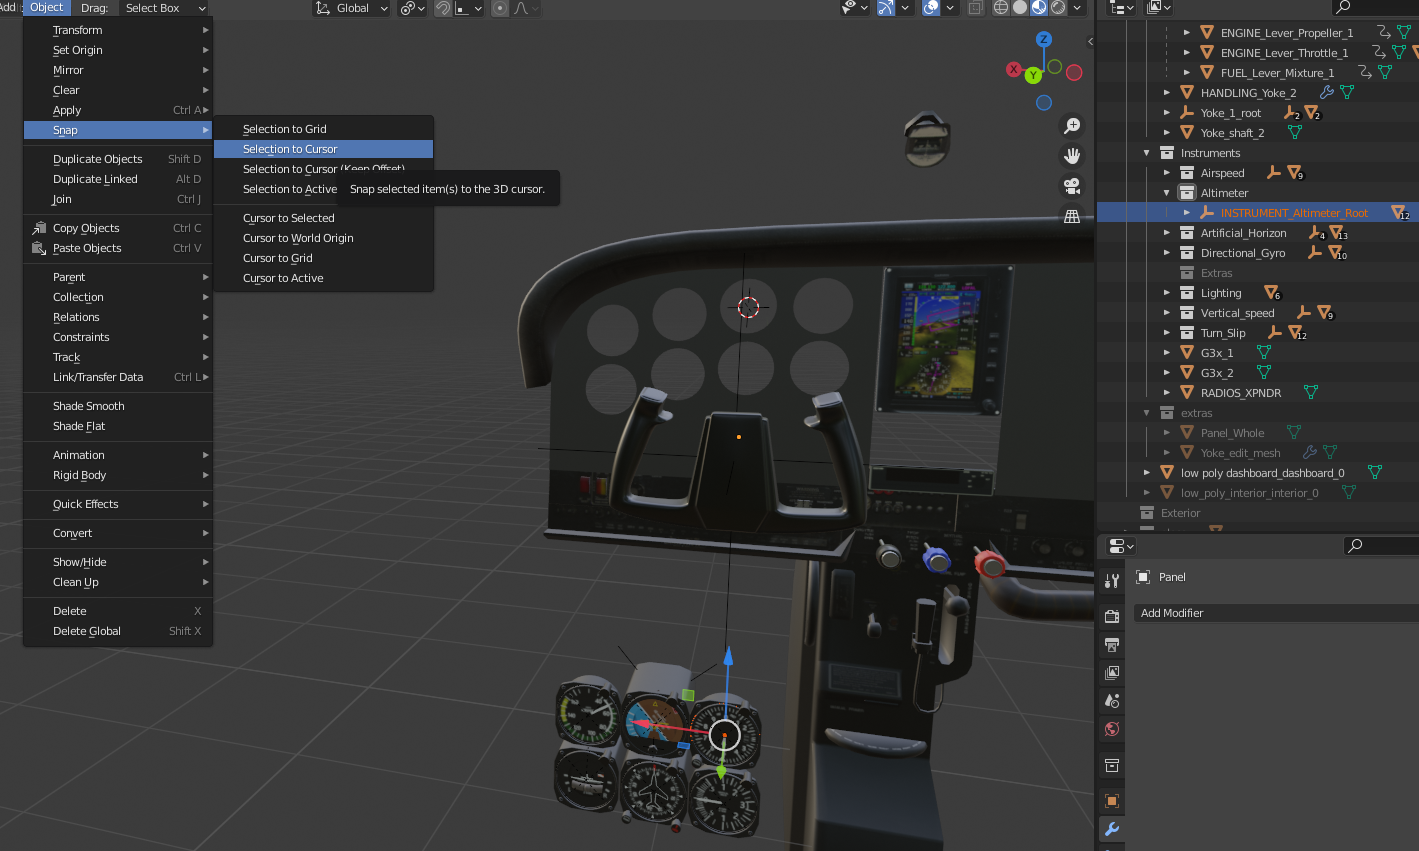 Add:
Object
Drag:
Select Box
Global
Transform
Set Origin
Mirror
Clear
Apply Ctrl A
Snap
Duplicate Objects Shift D
Duplicate Linked Alt D
Join Ctrl J
Copy Objects Ctrl C
Paste Objects Ctrl V
Parent
Collection
Relations
Constraints
Track
Link/Transfer Data Ctrl L
Shade Smooth
Shade Flat
Animation
Rigid Body
Quick Effects
Convert
Show/Hide
Clean Up
Delete X
Delete Global Shift X
Selection to Grid
Selection to Cursor
Selection to Cursor (Keep Offset)
Selection to Active
Snap selected item(s) to the 3D cursor.
Cursor to Selected
Cursor to World Origin
Cursor to Grid
Cursor to Active
Z
X
Y
ENGINE_Lever_Propeller_1
ENGINE_Lever_Throttle_1
FUEL_Lever_Mixture_1
HANDLING_Yoke_2
Yoke_1_root 2 2
Yoke_shaft_2
Instruments
Airspeed 9
Altimeter
INSTRUMENT_Altimeter_Root 12
Artificial_Horizon 4 13
Directional_Gyro 10
Extras
Lighting 6
Vertical_speed 9
Turn_Slip 12
G3x_1
G3x_2
RADIOS_XPNDR
extras
Panel_Whole
Yoke_edit_mesh
low poly dashboard_dashboard_0
low_poly_interior_interior_0
Exterior
Panel
Add Modifier